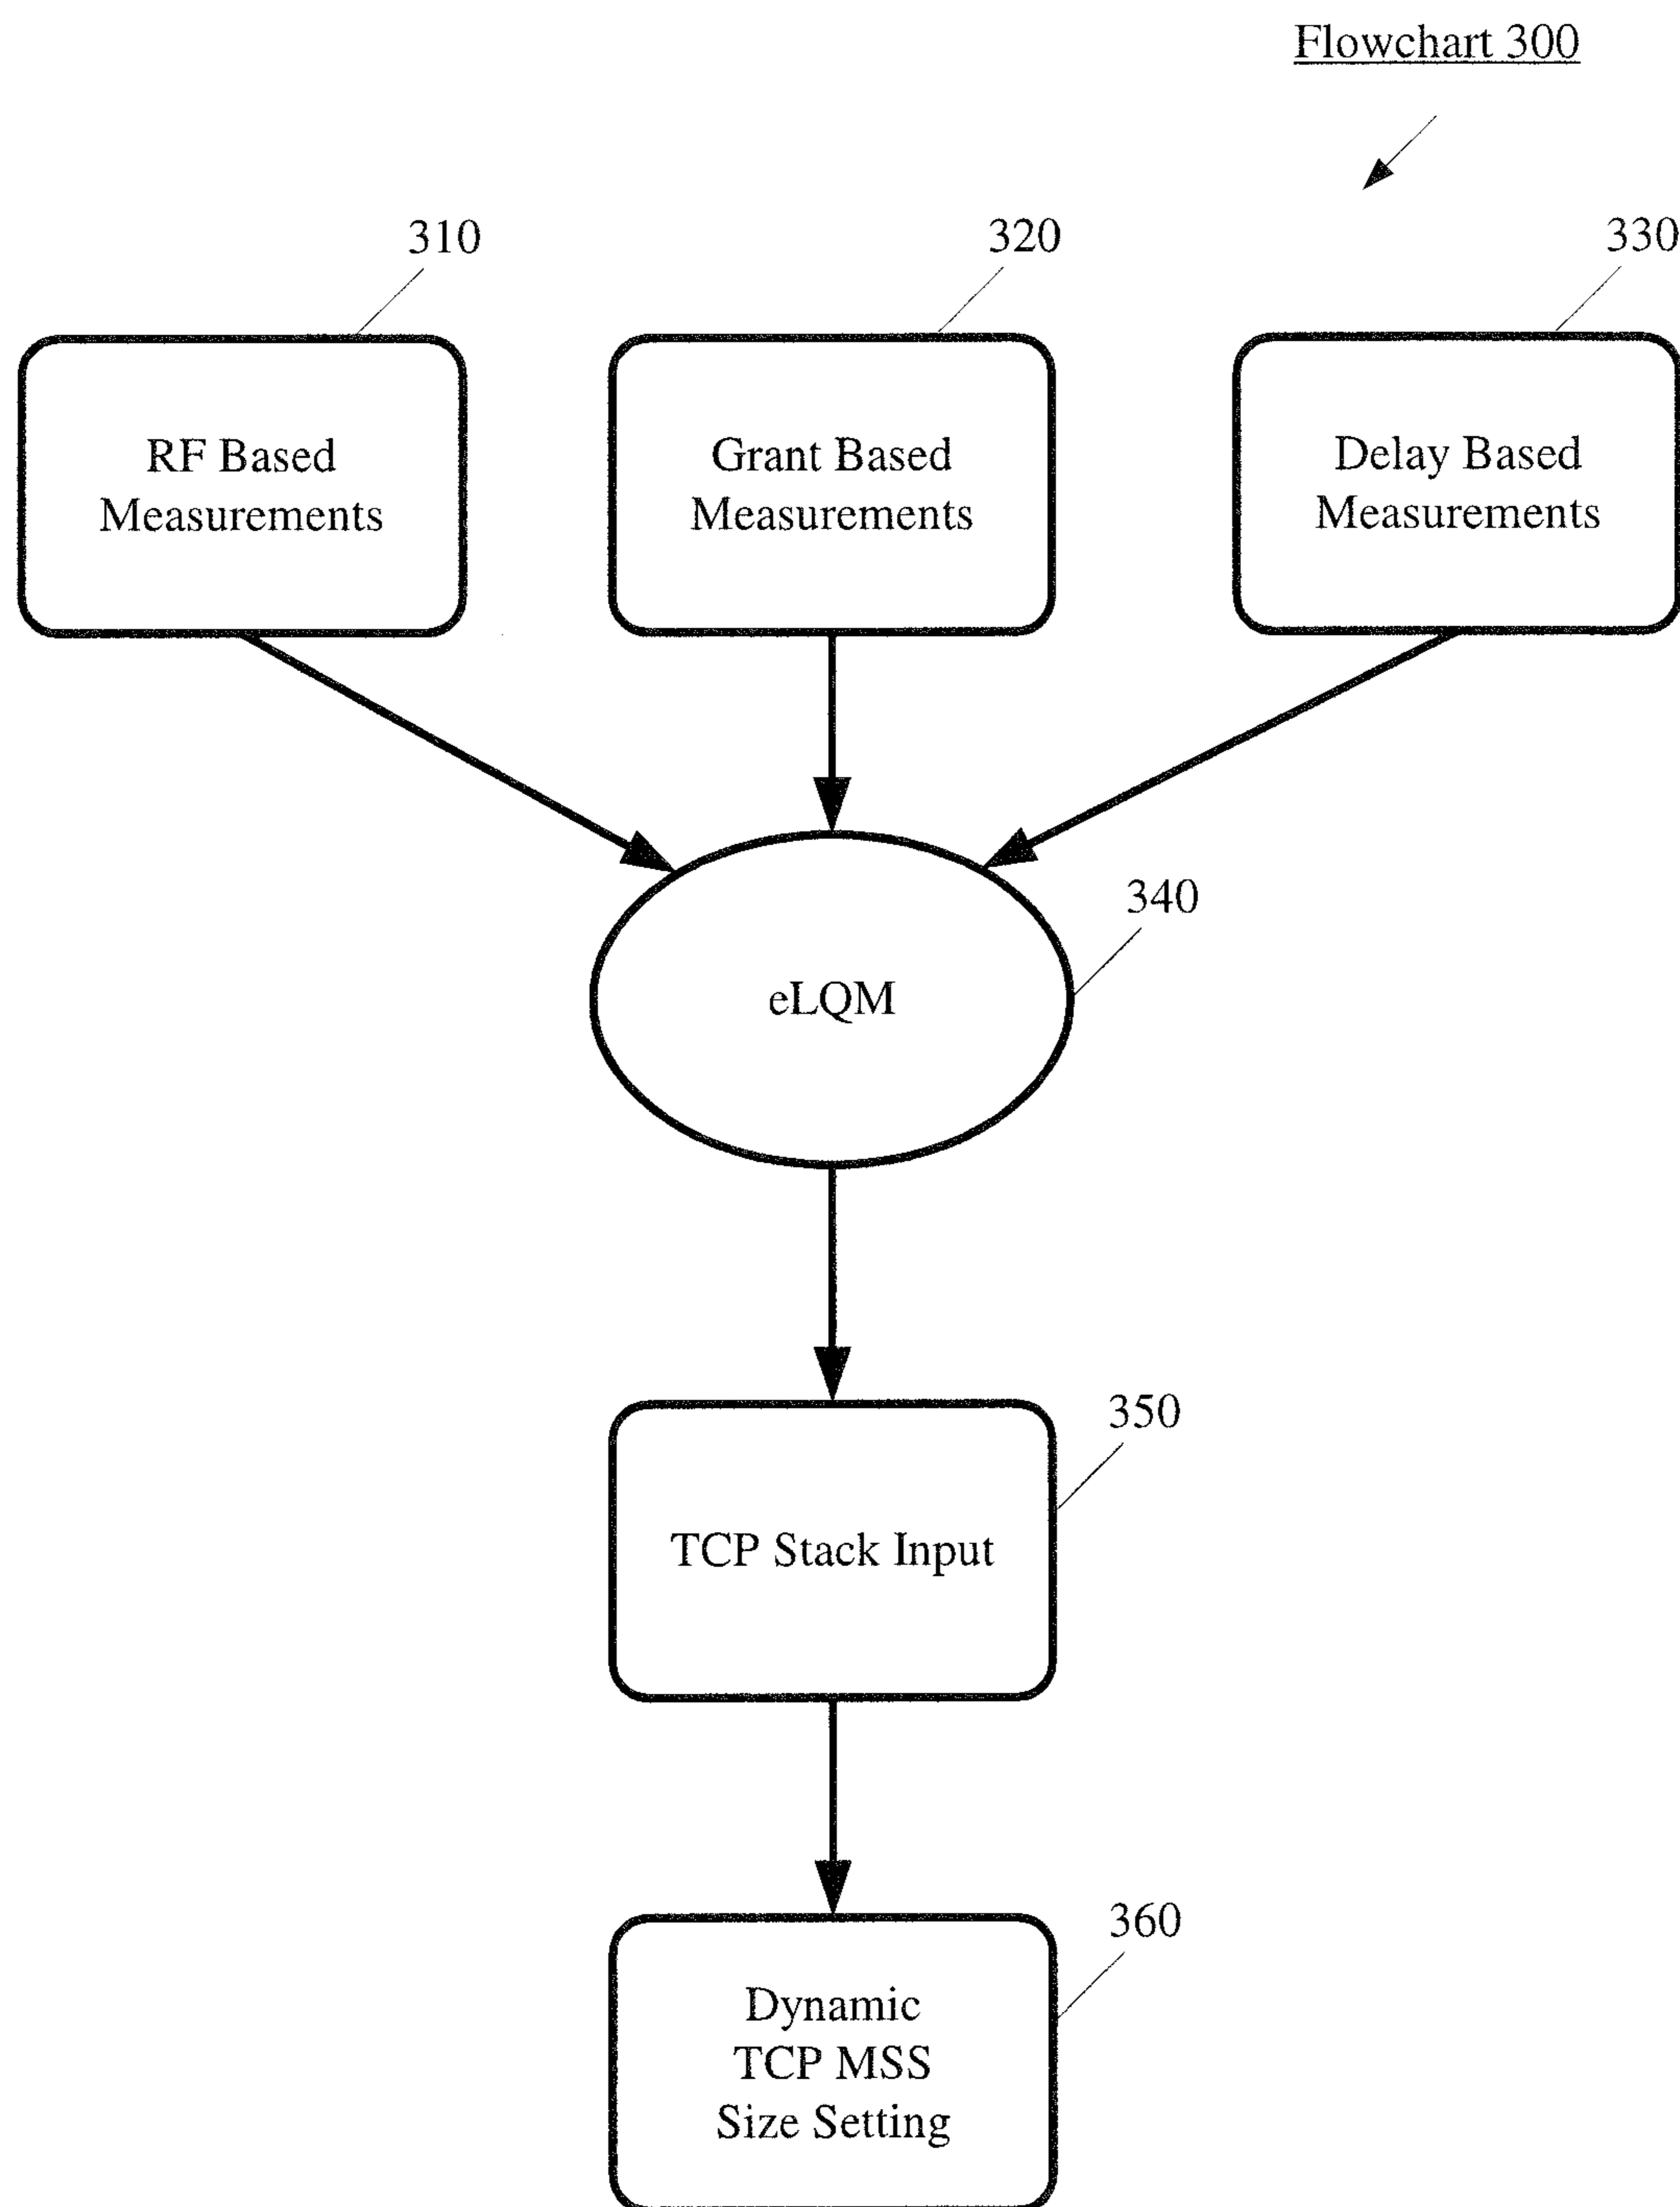 Flowchart 300
310
320
330
RF Based
Measurements
Grant Based
Measurements
Delay Based
Measurements
340
eLQM
350
TCP Stack Input
360
Dynamic
TCP MSS
Size Setting